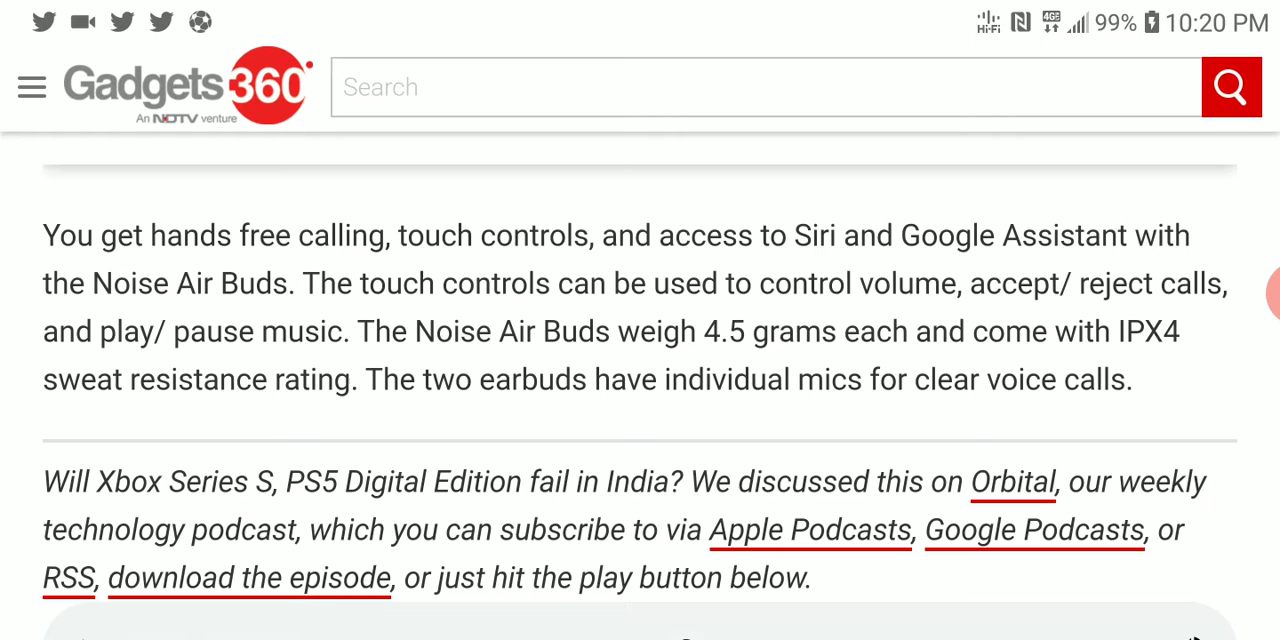 Hi-Fi 4GE 99% 10:20 PM
Gadgets 360
An NDTV venture
Search
You get hands free calling, touch controls, and access to Siri and Google Assistant with
the Noise Air Buds. The touch controls can be used to control volume, accept/ reject calls,
and play/ pause music. The Noise Air Buds weigh 4.5 grams each and come with IPX4
sweat resistance rating. The two earbuds have individual mics for clear voice calls.
Will Xbox Series S, PS5 Digital Edition fail in India? We discussed this on Orbital, our weekly
technology podcast, which you can subscribe to via Apple Podcasts, Google Podcasts, or
RSS, download the episode, or just hit the play button below.